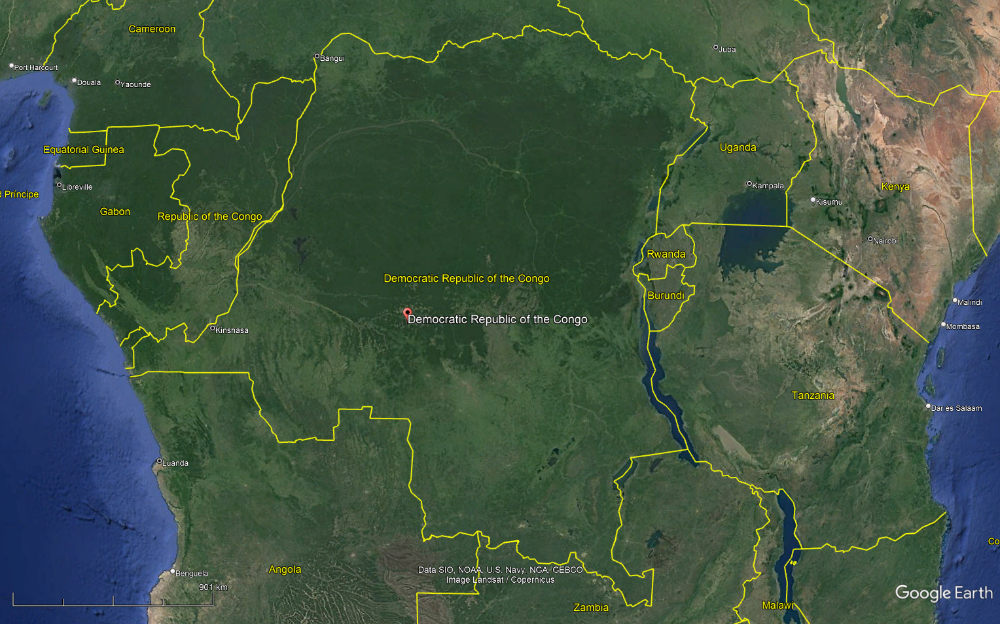 Cameroon
Juba
Bangui
Port Harcourt
Douala
Yaoundé
Equatorial Guinea
Uganda
Libreville
Kampala
Kenya
d Príncipe
Kisumu
Gabon
Republic of the Congo
Nairobi
Rwanda
Democratic Republic of the Congo
Burundi
Malindi
Democratic Republic of the Congo
Mombasa
Kinshasa
Tanzania
Dar es Salaam
Luanda
Co
Angola
Data SIO, NOAA, U.S. Navy, NGA, GEBCO
Image Landsat / Copernicus
Benguela
901 km
Google Earth
Zambia
Malawi